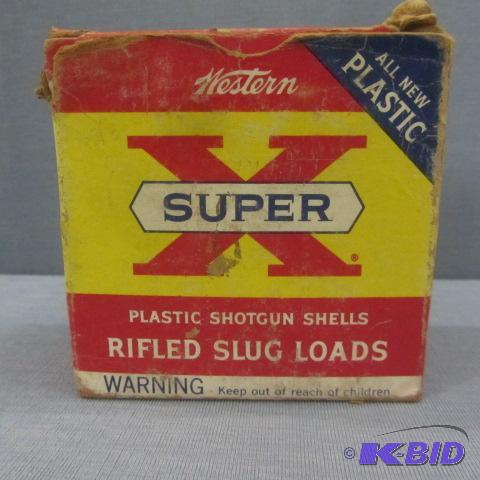 Western
ALL NEW
PLASTIC
X
SUPER
®
PLASTIC SHOTGUN SHELLS
RIFLED SLUG LOADS
WARNING - Keep out of reach of children
© K-BID